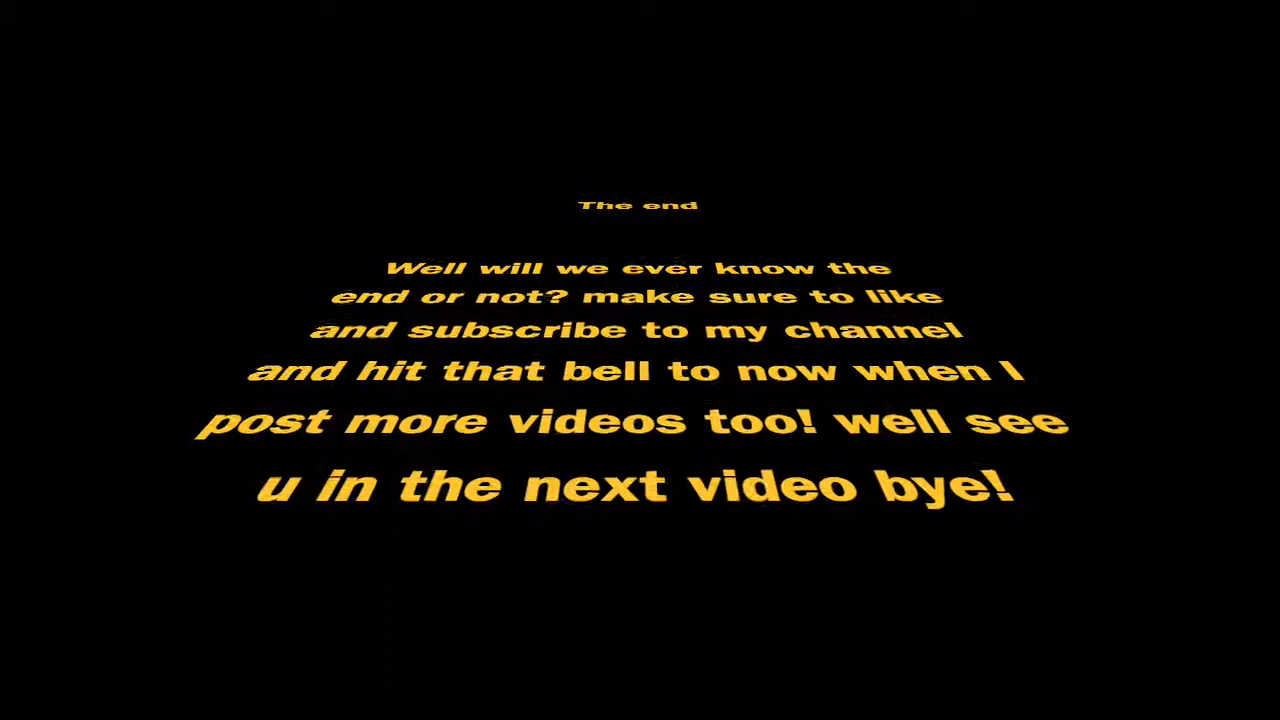 The end
Well will we ever know the
end or not? make sure to like
and subscribe to my channel
and hit that bell to now when I
post more videos too! well see
u in the next video bye!